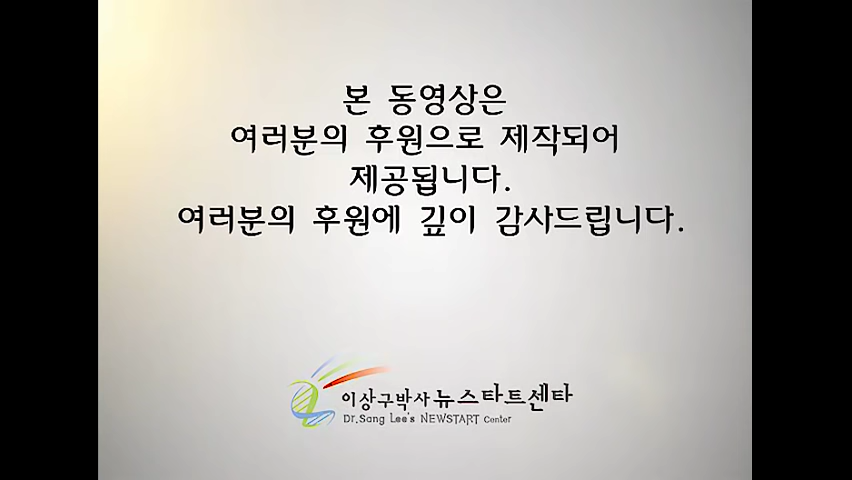 본 동영상은
여러분의 후원으로 제작되어
제공됩니다.
여러분의 후원에 깊이 감사드립니다.
이상구박사 뉴스타트센타
Dr.Sang Lee's NEWSTART Center